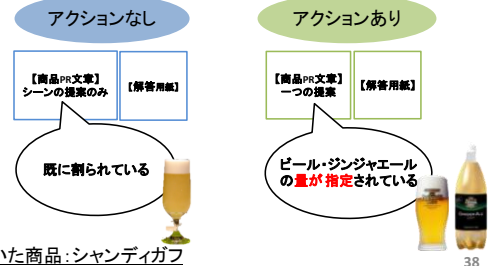 アクションなし
アクションあり
【商品PR文章】
シーンの提案のみ
【解答用紙】
【商品PR文章】
一つの提案
【解答用紙】
既に割られている
ビール・ジンジャエール
の量が指定されている
いた商品:シャンディガフ
38